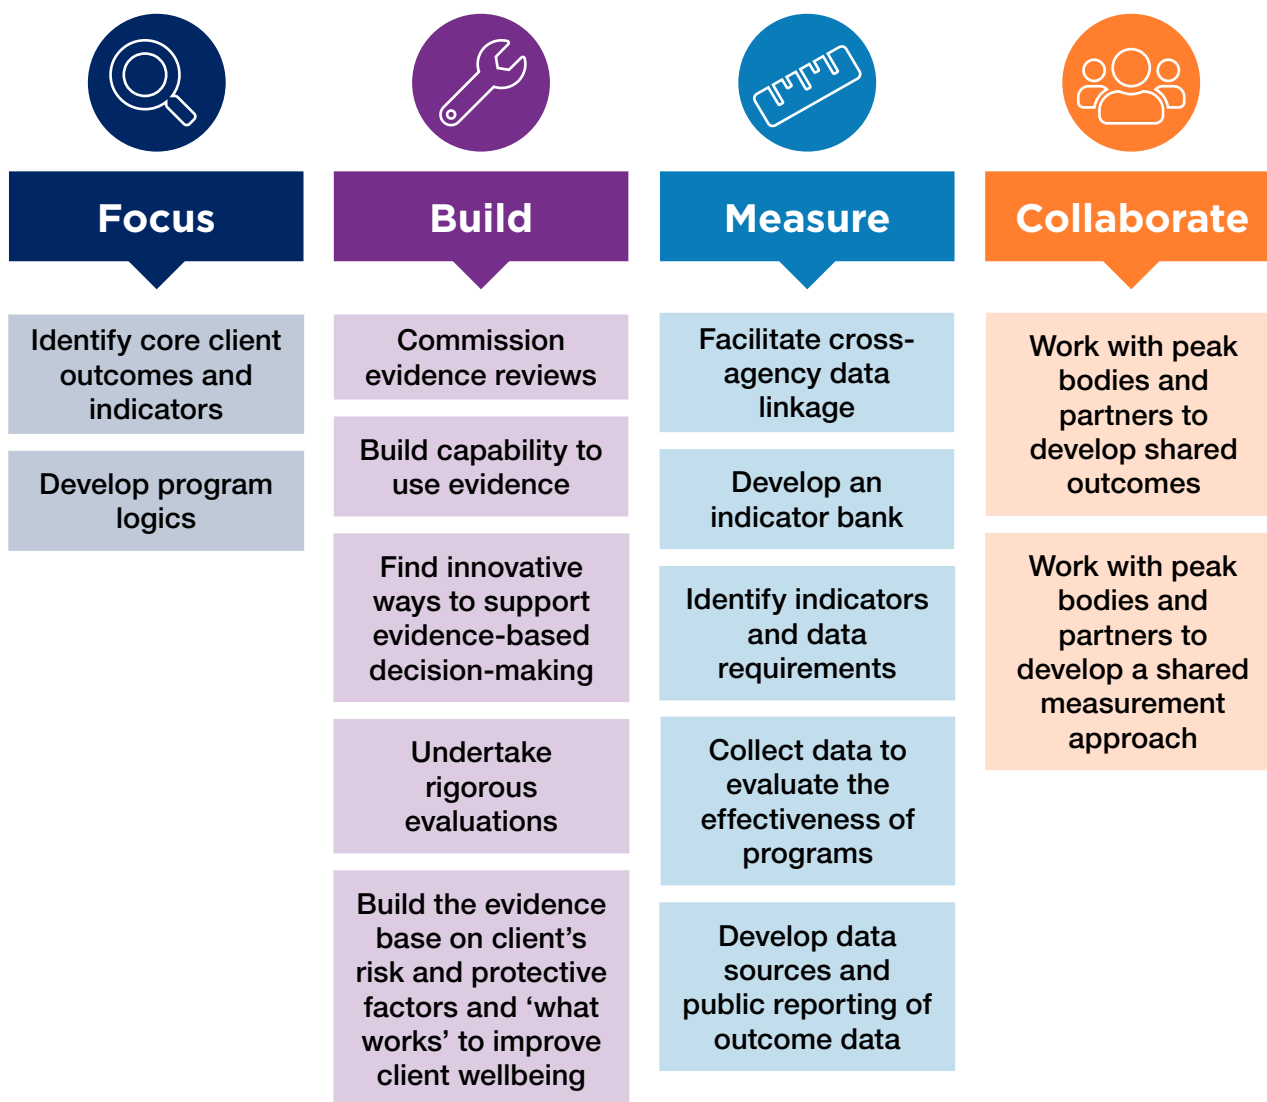 Focus
Identify core client
outcomes and
indicators
Develop program
logics
Build
Commission
evidence reviews
Build capability to
use evidence
Find innovative
ways to support
evidence-based
decision-making
Undertake
rigorous
evaluations
Build the evidence
base on client’s
risk and protective
factors and ‘what
works’ to improve
client wellbeing
Measure
Facilitate cross-
agency data
linkage
Develop an
indicator bank
Identify indicators
and data
requirements
Collect data to
evaluate the
effectiveness of
programs
Develop data
sources and
public reporting of
outcome data
Collaborate
Work with peak
bodies and
partners to
develop shared
outcomes
Work with peak
bodies and
partners to
develop a shared
measurement
approach